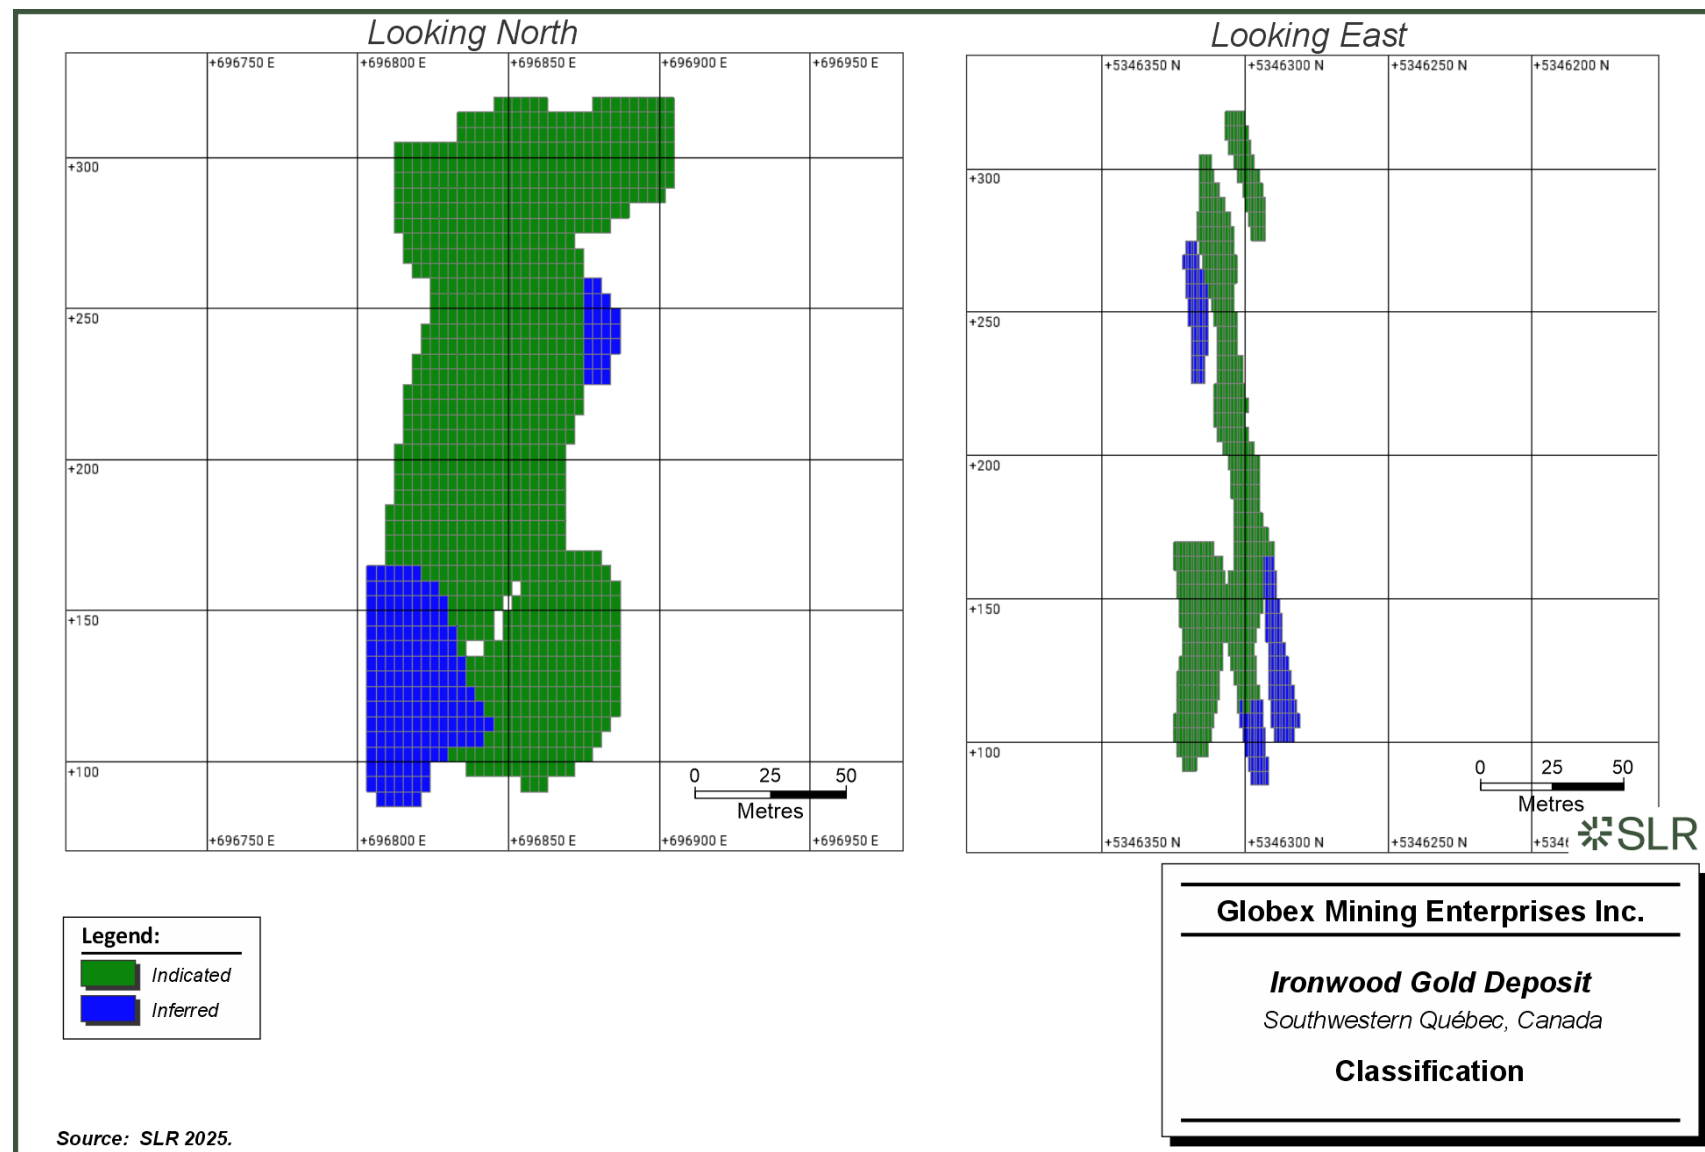 Looking North
Looking East
+696750 E
+696800 E
+696850 E
+696900 E
+696950 E
+5346350 N
+5346300 N
+5346250 N
+5346200 N
+300
+250
+200
+150
+100
0 25 50
Metres
+696750 E
+696800 E
+696850 E
+696900 E
+696950 E
+300
+250
+200
+150
+100
0 25 50
Metres
+5346350 N
+5346300 N
+5346250 N
+5346
SLR
Globex Mining Enterprises Inc.
Ironwood Gold Deposit
Southwestern Québec, Canada
Classification
Legend:
Indicated
Inferred
Source: SLR 2025.